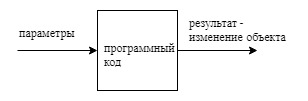 параметры
программный
код
результат -
изменение объекта